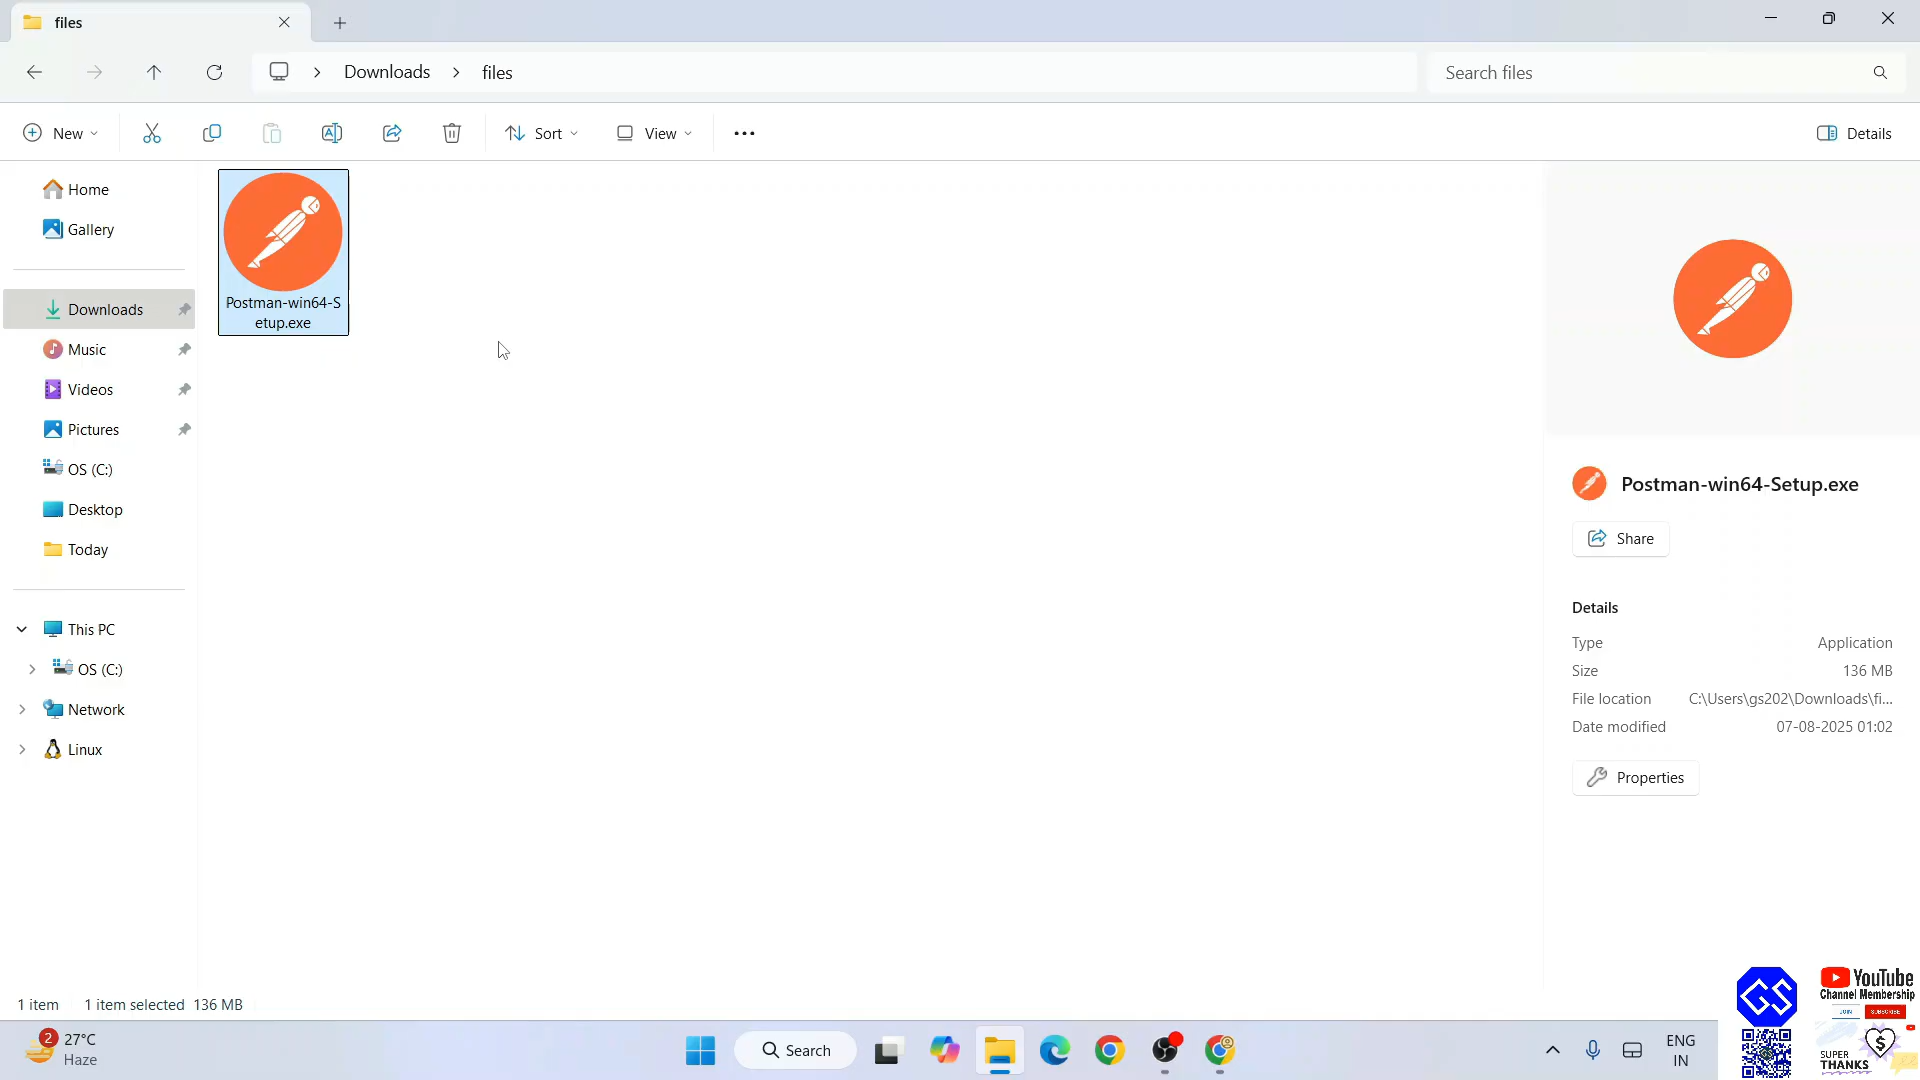 files
Downloads
files
Search files
New
Sort
View
Details
Home
Gallery
Downloads
Music
Videos
Pictures
OS (C:)
Desktop
Today
This PC
OS (C:)
Network
Linux
Postman-win64-S
etup.exe
Postman-win64-Setup.exe
Share
Details
Type Application
Size 136 MB
File location C:\Users\gs202\Downloads\fi...
Date modified 07-08-2025 01:02
Properties
1 item 1 item selected 136 MB
2
27°C
Haze
Search
ENG
IN
GS
YouTube
Channel Membership
JOIN SUBSCRIBE
SUPER
THANKS
$